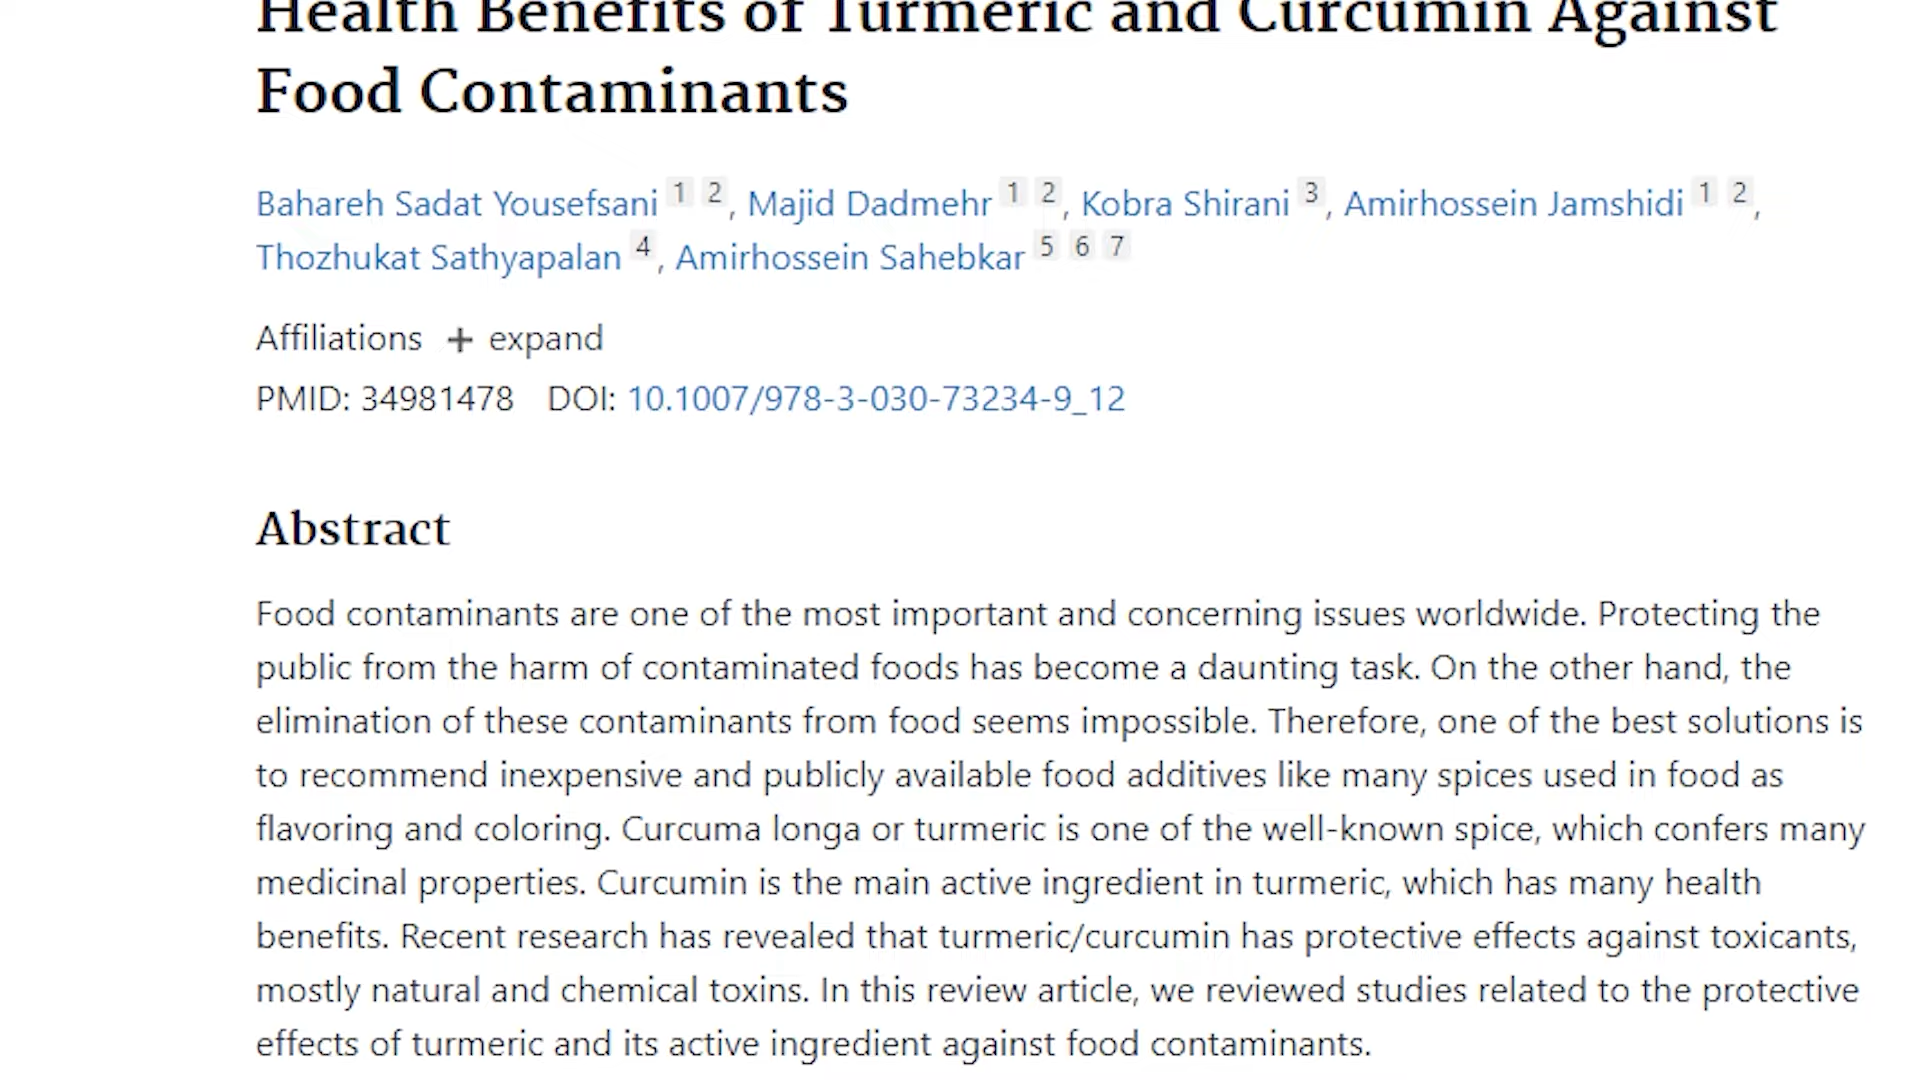 Health Benefits of Turmeric and Curcumin Against
Food Contaminants
Bahareh Sadat Yousefsani 1 2, Majid Dadmehr 1 2, Kobra Shirani 3, Amirhossein Jamshidi 1 2,
Thozhukat Sathyapalan 4, Amirhossein Sahebkar 5 6 7
Affiliations + expand
PMID: 34981478 DOI: 10.1007/978-3-030-73234-9_12
Abstract
Food contaminants are one of the most important and concerning issues worldwide. Protecting the
public from the harm of contaminated foods has become a daunting task. On the other hand, the
elimination of these contaminants from food seems impossible. Therefore, one of the best solutions is
to recommend inexpensive and publicly available food additives like many spices used in food as
flavoring and coloring. Curcuma longa or turmeric is one of the well-known spice, which confers many
medicinal properties. Curcumin is the main active ingredient in turmeric, which has many health
benefits. Recent research has revealed that turmeric/curcumin has protective effects against toxicants,
mostly natural and chemical toxins. In this review article, we reviewed studies related to the protective
effects of turmeric and its active ingredient against food contaminants.